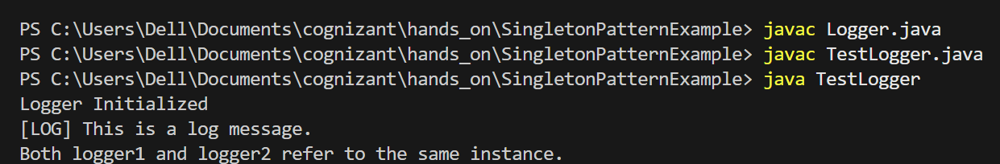 PS C:\Users\Dell\Documents\cognizant\hands_on\SingletonPatternExample> javac Logger.java
PS C:\Users\Dell\Documents\cognizant\hands_on\SingletonPatternExample> javac TestLogger.java
PS C:\Users\Dell\Documents\cognizant\hands_on\SingletonPatternExample> java TestLogger
Logger Initialized
[LOG] This is a log message.
Both logger1 and logger2 refer to the same instance.